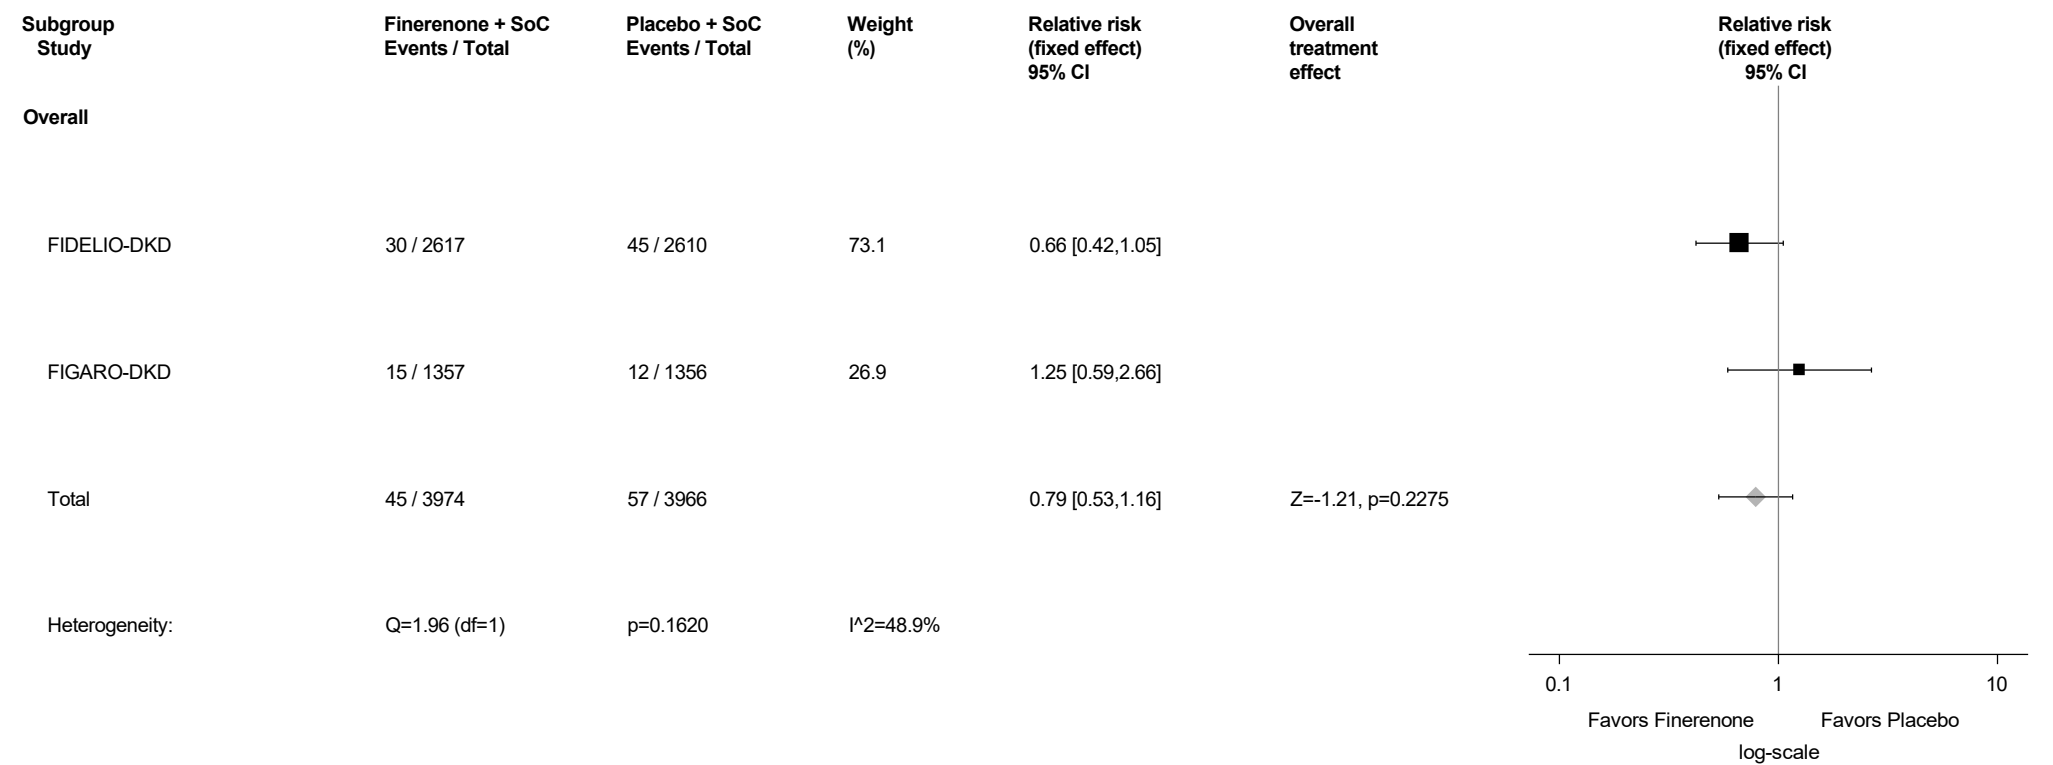 Subgroup Finerenone + SoC Placebo + SoC Weight Relative risk Overall Relative risk
Study Events / Total Events / Total (%) (fixed effect) treatment (fixed effect)
95% CI effect 95% CI
Overall
FIDELIO-DKD 30 / 2617 45 / 2610 73.1 0.66 [0.42,1.05]
FIGARO-DKD 15 / 1357 12 / 1356 26.9 1.25 [0.59,2.66]
Total 45 / 3974 57 / 3966 0.79 [0.53,1.16] Z=-1.21, p=0.2275
Heterogeneity: Q=1.96 (df=1) p=0.1620 I^2=48.9%
0.1 1 10
Favors Finerenone Favors Placebo
log-scale